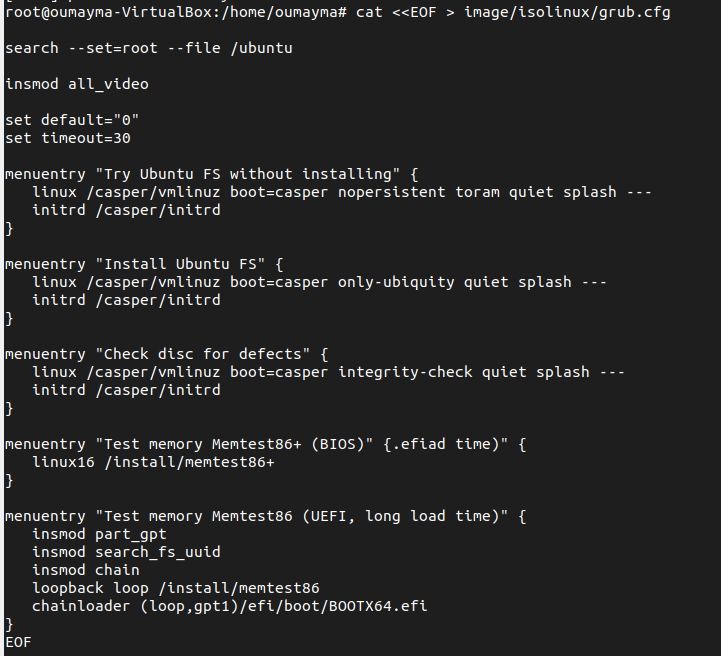 root@oumayma-VirtualBox:/home/oumayma# cat <<EOF > image/isolinux/grub.cfg
search --set=root --file /ubuntu
insmod all_video
set default="0"
set timeout=30
menuentry "Try Ubuntu FS without installing" {
linux /casper/vmlinuz boot=casper nopersistent toram quiet splash ---
initrd /casper/initrd
}
menuentry "Install Ubuntu FS" {
linux /casper/vmlinuz boot=casper only-ubiquity quiet splash ---
initrd /casper/initrd
}
menuentry "Check disc for defects" {
linux /casper/vmlinuz boot=casper integrity-check quiet splash ---
initrd /casper/initrd
}
menuentry "Test memory Memtest86+ (BIOS)" {.efiad time)" {
linux16 /install/memtest86+
}
menuentry "Test memory Memtest86 (UEFI, long load time)" {
insmod part_gpt
insmod search_fs_uuid
insmod chain
loopback loop /install/memtest86
chainloader (loop,gpt1)/efi/boot/BOOTX64.efi
}
EOF